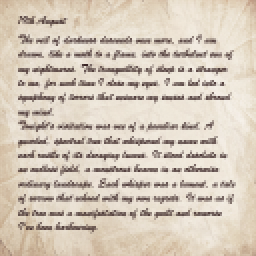 19th August
The veil of darkness descends once more, and I am
drawn, like a moth to a flame, into the turbulent sea of
my nightmares. The tranquility of sleep is a stranger
to me, for each time I close my eyes, I am led into a
symphony of terrors that unnerve my senses and shroud
my mind.
Tonight's visitation was one of a peculiar kind. A
gnarled, spectral tree that whispered my name with
each rustle of its decaying leaves. It stood desolate in
an endless field, a monstrous beacon in an otherwise
ordinary landscape. Each whisper was a lament, a tale
of sorrow that echoed with my own regrets. It was as if
the tree was a manifestation of the guilt and remorse
I've been harbouring.